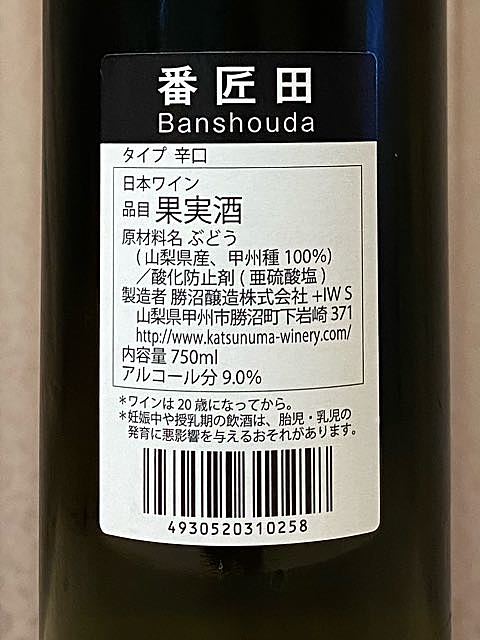 番匠田
Banshouda
タイプ 辛口
日本ワイン
品目 果実酒
原材料名 ぶどう
(山梨県産、甲州種 100%)
／酸化防止剤(亜硫酸塩)
製造者 勝沼醸造株式会社 +IW S
山梨県甲州市勝沼町下岩崎 371
http://www.katsunuma-winery.com/
内容量 750ml
アルコール分 9.0%
*ワインは 20 歳になってから。
*妊娠中や授乳期の飲酒は、胎児・乳児の
発育に悪影響を与えるおそれがあります。
4930520310258